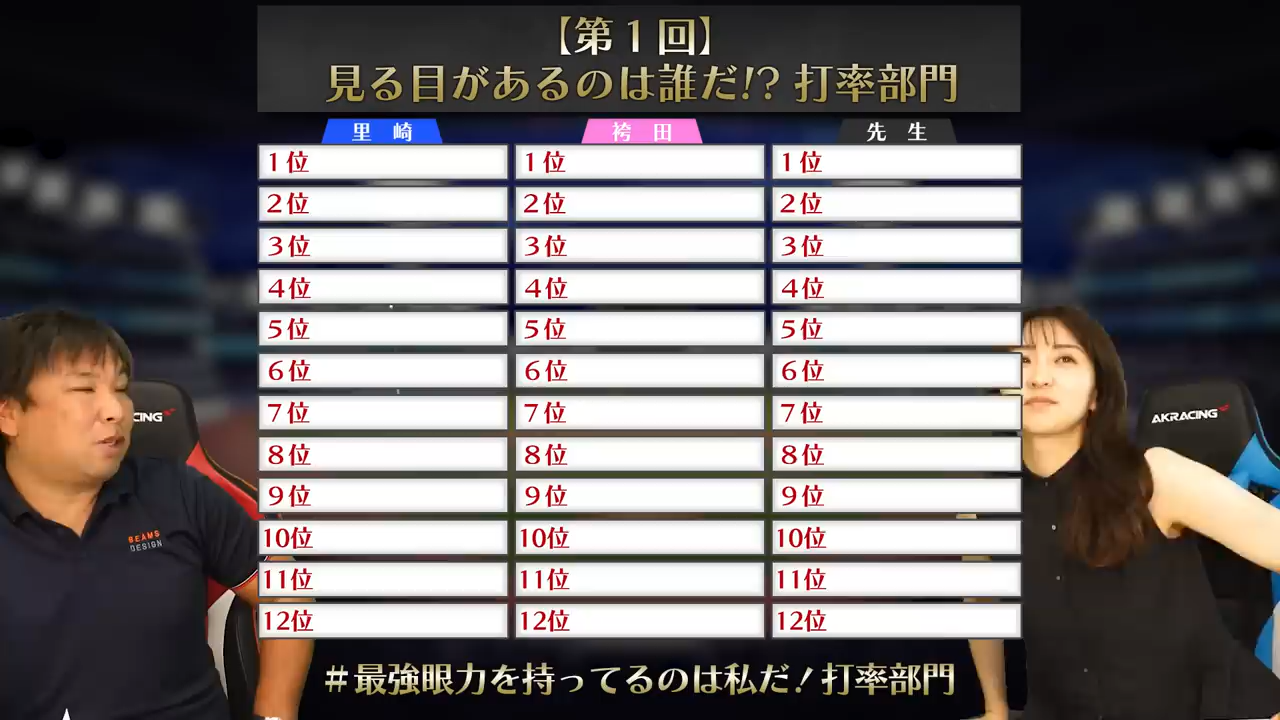 【第1回】
見る目があるのは誰だ!? 打率部門
里崎 袴田 先生
1位 1位 1位
2位 2位 2位
3位 3位 3位
4位 4位 4位
5位 5位 5位
6位 6位 6位
7位 7位 7位
8位 8位 8位
9位 9位 9位
10位 10位 10位
11位 11位 11位
12位 12位 12位
CING
AKRACING
BEAMS
DESIGN
#最強眼力を持ってるのは私だ!打率部門